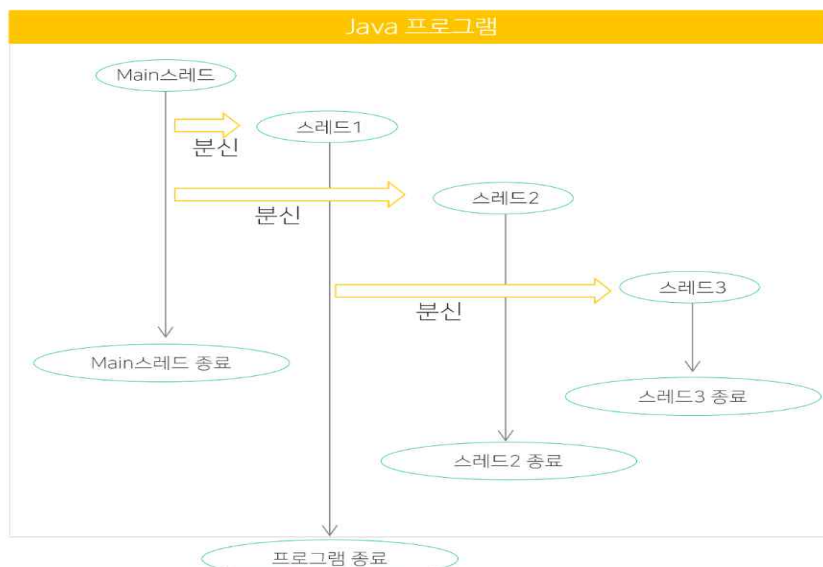 Java 프로그램
Main스레드
분신
스레드1
분신
스레드2
분신
스레드3
Main스레드 종료
스레드3 종료
스레드2 종료
프로그램 종료